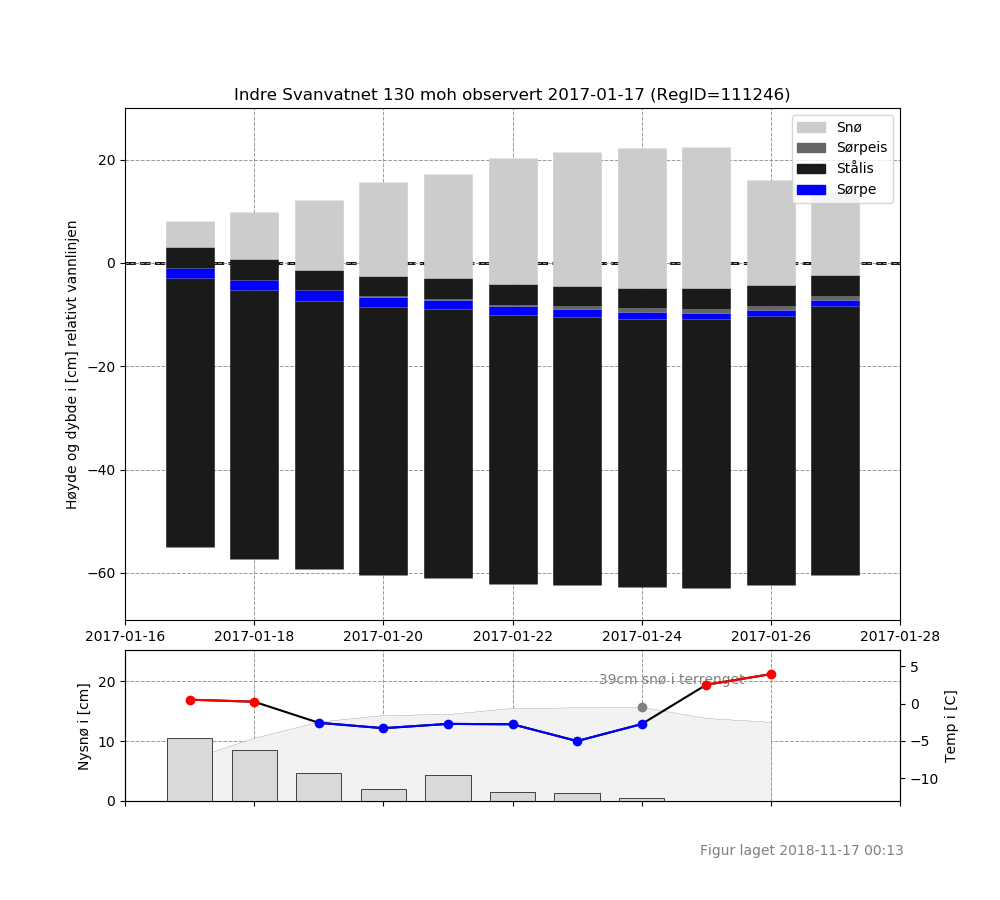 Indre Svanvatnet 130 moh observert 2017-01-17 (RegID=111246)
Snø
Sørpeis
Stålis
Sørpe
Høyde og dybde i [cm] relativt vannlinjen
20
0
−20
−40
−60
2017-01-16
2017-01-18
2017-01-20
2017-01-22
2017-01-24
2017-01-26
2017-01-28
39cm snø i terrenget
Nysnø i [cm]
20
10
0
Temp i [C]
5
0
−5
−10
Figur laget 2018-11-17 00:13